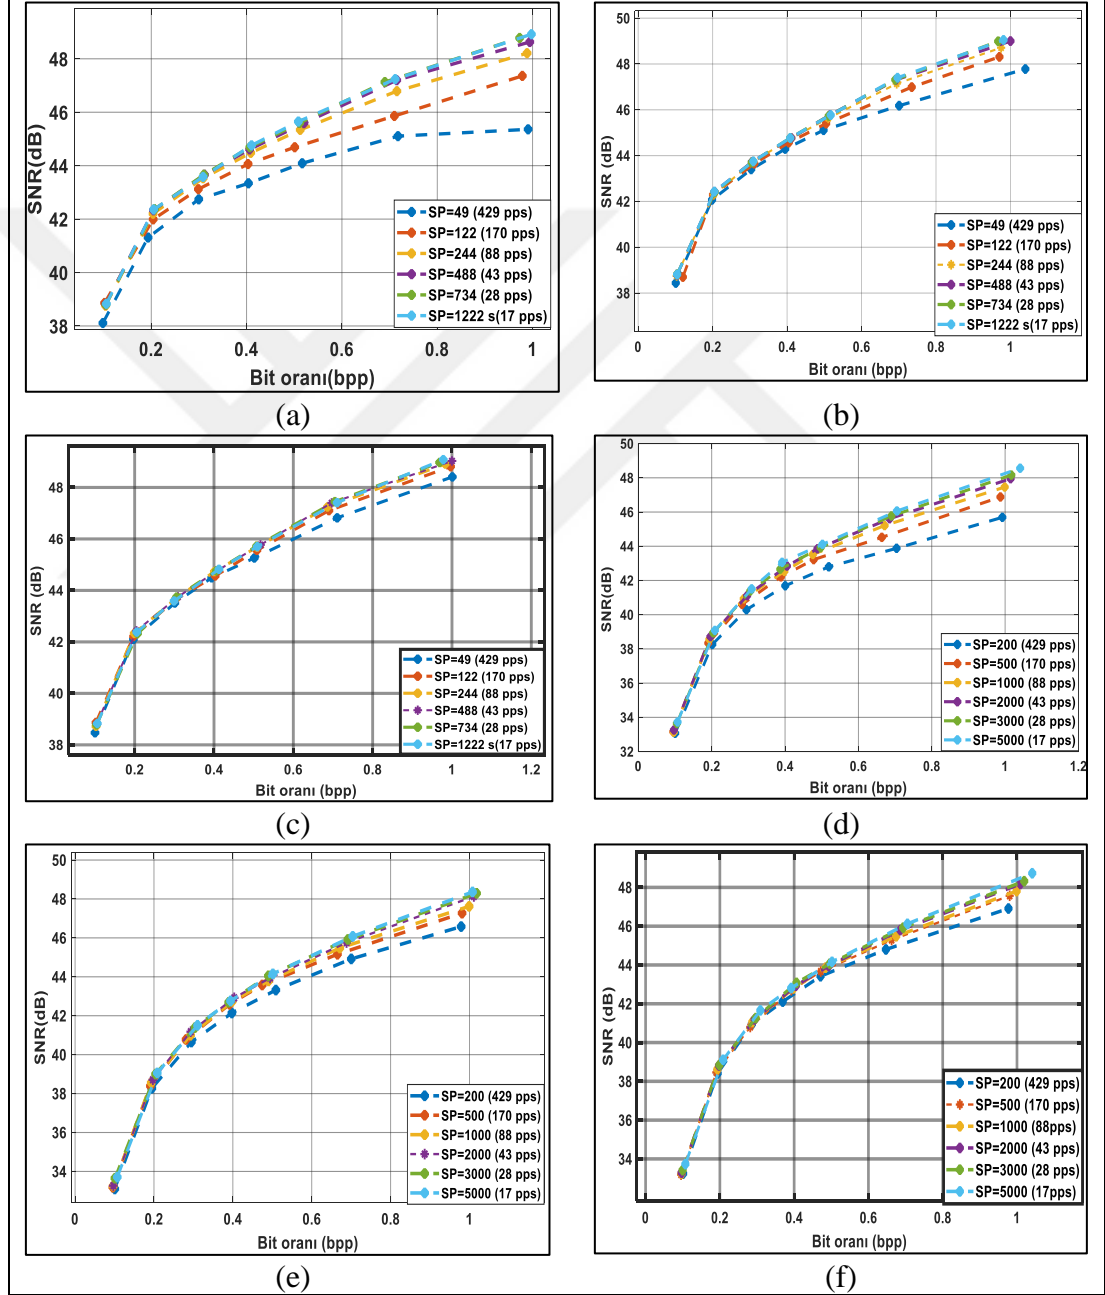 SNR(dB)
48
46
44
42
40
38
0.2
0.4
0.6
0.8
1
Bit oranı(bpp)
SP=49 (429 pps)
SP=122 (170 pps)
SP=244 (88 pps)
SP=488 (43 pps)
SP=734 (28 pps)
SP=1222 s(17 pps)
(a)
SNR (dB)
50
48
46
44
42
40
38
0
0.2
0.4
0.6
0.8
1
Bit oranı (bpp)
SP=49 (429 pps)
SP=122 (170 pps)
SP=244 (88 pps)
SP=488 (43 pps)
SP=734 (28 pps)
SP=1222 s(17 pps)
(b)
SNR (dB)
48
46
44
42
40
38
0.2
0.4
0.6
0.8
1
1.2
Bit oranı (bpp)
SP=49 (429 pps)
SP=122 (170 pps)
SP=244 (88 pps)
SP=488 (43 pps)
SP=734 (28 pps)
SP=1222 s(17 pps)
(c)
SNR (dB)
50
48
46
44
42
40
38
36
34
32
0
0.2
0.4
0.6
0.8
1
1.2
Bit oranı (bpp)
SP=200 (429 pps)
SP=500 (170 pps)
SP=1000 (88 pps)
SP=2000 (43 pps)
SP=3000 (28 pps)
SP=5000 (17 pps)
(d)
SNR(dB)
50
48
46
44
42
40
38
36
34
0
0.2
0.4
0.6
0.8
1
Bit oranı (bpp)
SP=200 (429 pps)
SP=500 (170 pps)
SP=1000 (88 pps)
SP=2000 (43 pps)
SP=3000 (28 pps)
SP=5000 (17 pps)
(e)
SNR (dB)
48
46
44
42
40
38
36
34
0
0.2
0.4
0.6
0.8
1
Bit oranı (bpp)
SP=200 (429 pps)
SP=500 (170 pps)
SP=1000 (88pps)
SP=2000 (43 pps)
SP=3000 (28 pps)
SP=5000 (17pps)
(f)